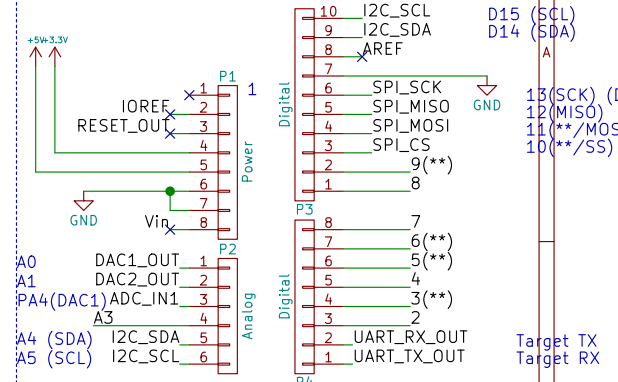 10 I2C_SCL D15 (SCL)
9 I2C_SDA D14 (SDA)
+5V +3.3V
8 AREF A
7
P1
1 1
6 SPI_SCK
GND
13(SCK) (
IOREF 2
5 SPI_MISO
12(MISO)
RESET_OUT 3
4 SPI_MOSI
11(**/MOS
4
3 SPI_CS
10(**/SS)
Digital
Power
5
2 9(**)
6
1 8
GND
7
P3
Vin 8
8 7
P2
7 6(**)
A0 DAC1_OUT 1
6 5(**)
A1 DAC2_OUT 2
5 4
PA4(DAC1) ADC_IN1 3
4 3(**)
Analog
Digital
A3 4
3 2
A4 (SDA) I2C_SDA 5
2 UART_RX_OUT Target TX
A5 (SCL) I2C_SCL 6
1 UART_TX_OUT Target RX
P4